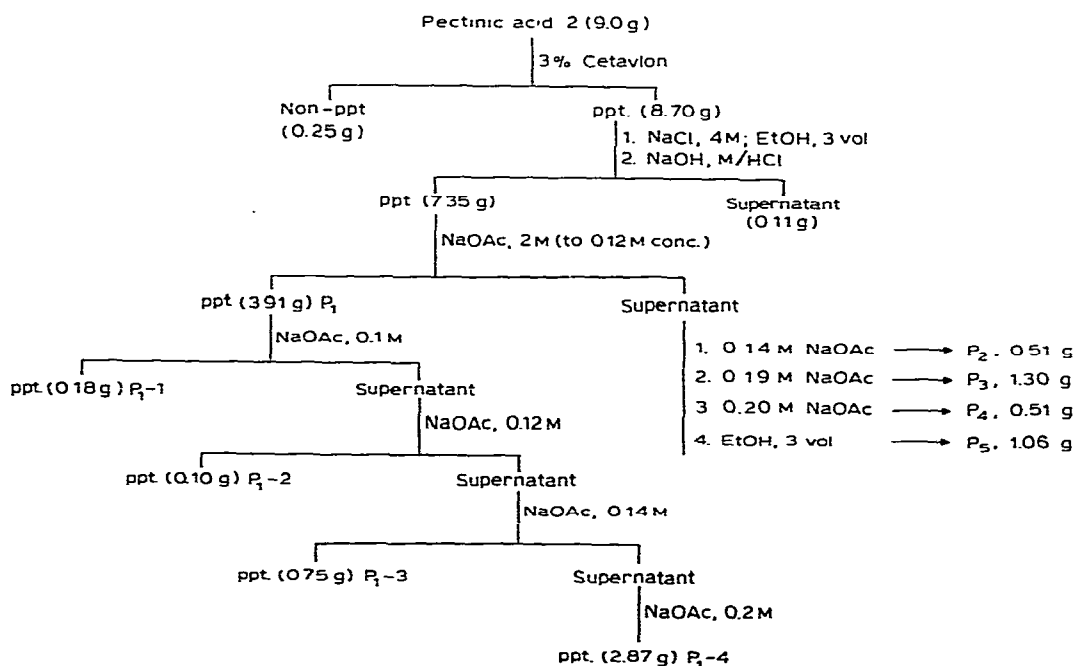 Pectinic acid 2 (9.0 g)
3% Cetavlon
Non-ppt
(0.25 g)
ppt. (8.70 g)
1. NaCl, 4M; EtOH, 3 vol
2. NaOH, M/HCl
ppt (7 35 g)
Supernatant
(0.11 g)
NaOAc, 2M (to 0 12M conc.)
ppt (3 91 g) P₁
Supernatant
NaOAc, 0.1 M
1. 0 14 M NaOAc → P₂. 0 51 g
2. 0 19 M NaOAc → P₃, 1.30 g
3 0.20 M NaOAc → P₄, 0.51 g
4. EtOH, 3 vol → P₅, 1.06 g
ppt. (0 18 g) P₁-1
Supernatant
NaOAc, 0.12 M
ppt. (0.10 g) P₁-2
Supernatant
NaOAc, 0 14 M
ppt. (0 75 g) P₁-3
Supernatant
NaOAc, 0.2 M
ppt. (2.87 g) P₁-4